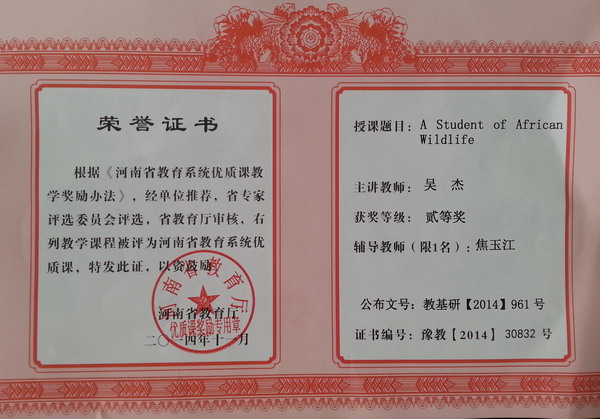 荣誉证书
根据《河南省教育系统优质课教
学奖励办法》，经单位推荐，省专家
评选委员会评选，省教育厅审核，右
列教学课程被评为河南省教育系统优
质课，特发此证，以资鼓励
河南省教育厅
河南省教育厅
优质课奖励专用章
二〇一四年十一月
授课题目：A Student of African
Wildlife
主讲教师：吴 杰
获奖等级：贰等奖
辅导教师（限1名）：焦玉江
公布文号：教基研【2014】961号
证书编号：豫教【2014】30832号